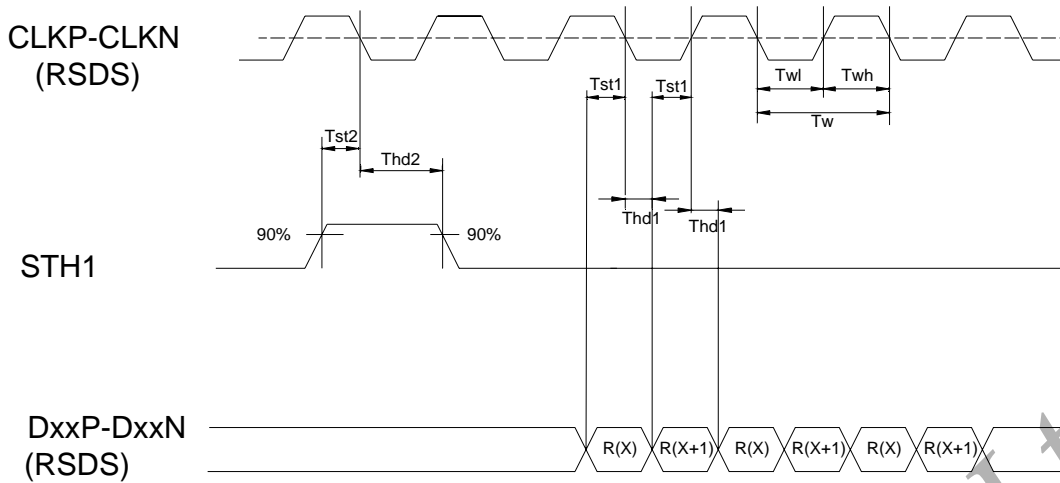 CLKP-CLKN
(RSDS)
Tst1 Tst1
Twl Twh
Tw
Tst2
Thd2
Thd1 Thd1
90% 90%
STH1
DxxP-DxxN
(RSDS)
R(X) R(X+1) R(X) R(X+1) R(X) R(X+1)